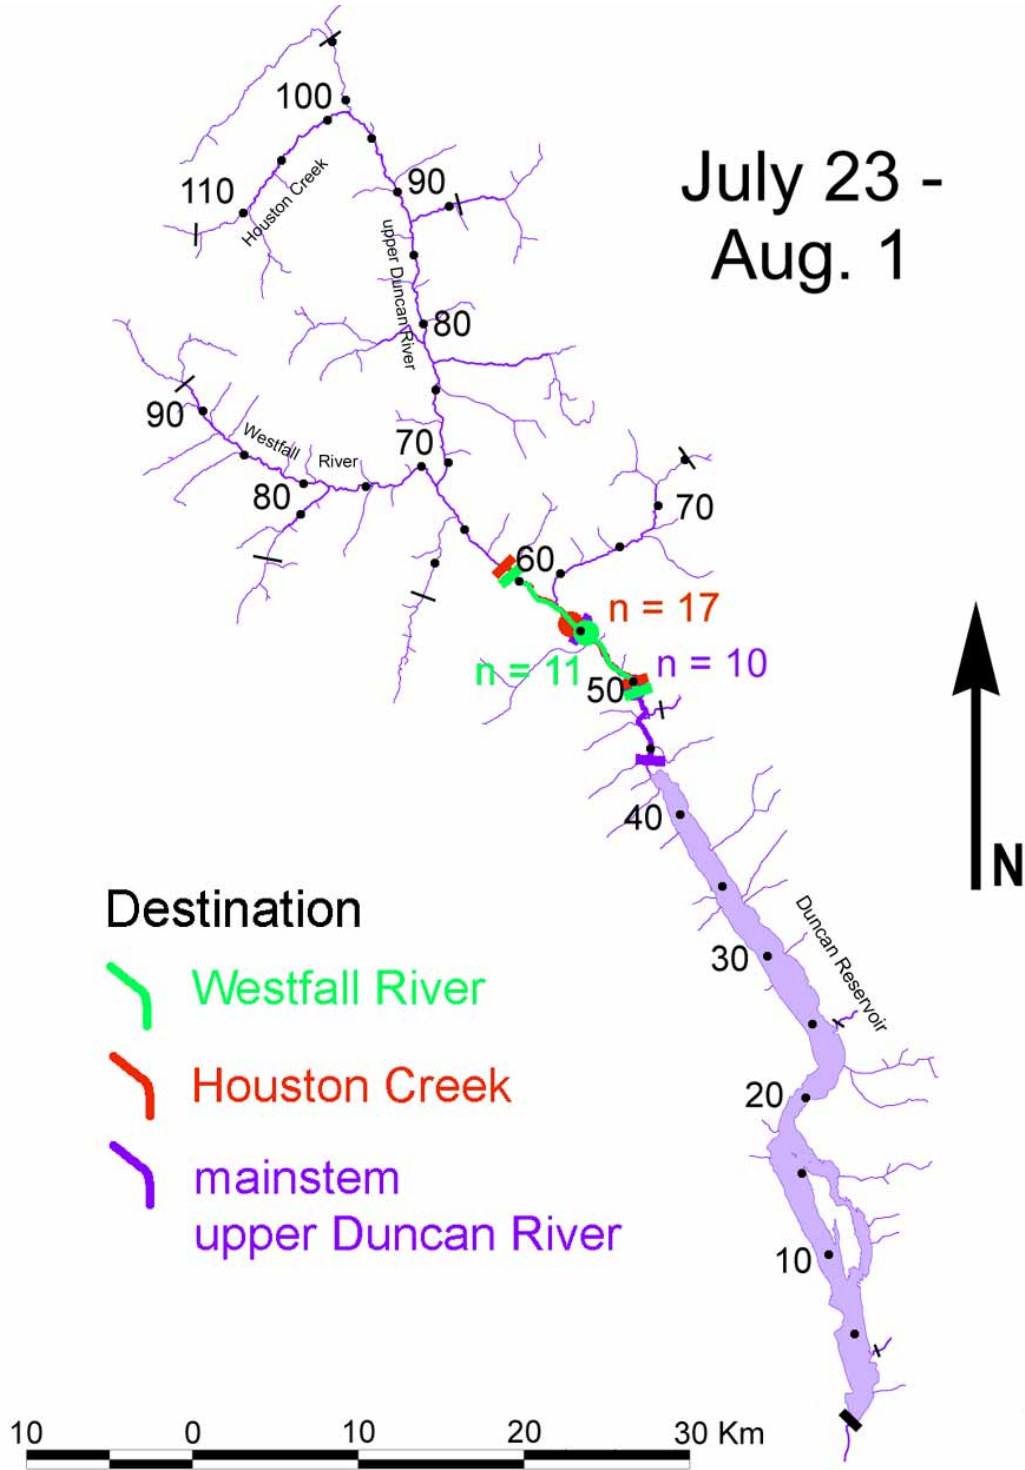 100
July 23 -
Aug. 1
110
Houston Creek
90
upper Duncan River
80
90
Westfall River
70
80
70
60
n = 17
n = 11
n = 10
50
40
N
Destination
Westfall River
Houston Creek
mainstem
upper Duncan River
30
Duncan Reservoir
20
10
10 0 10 20 30 Km